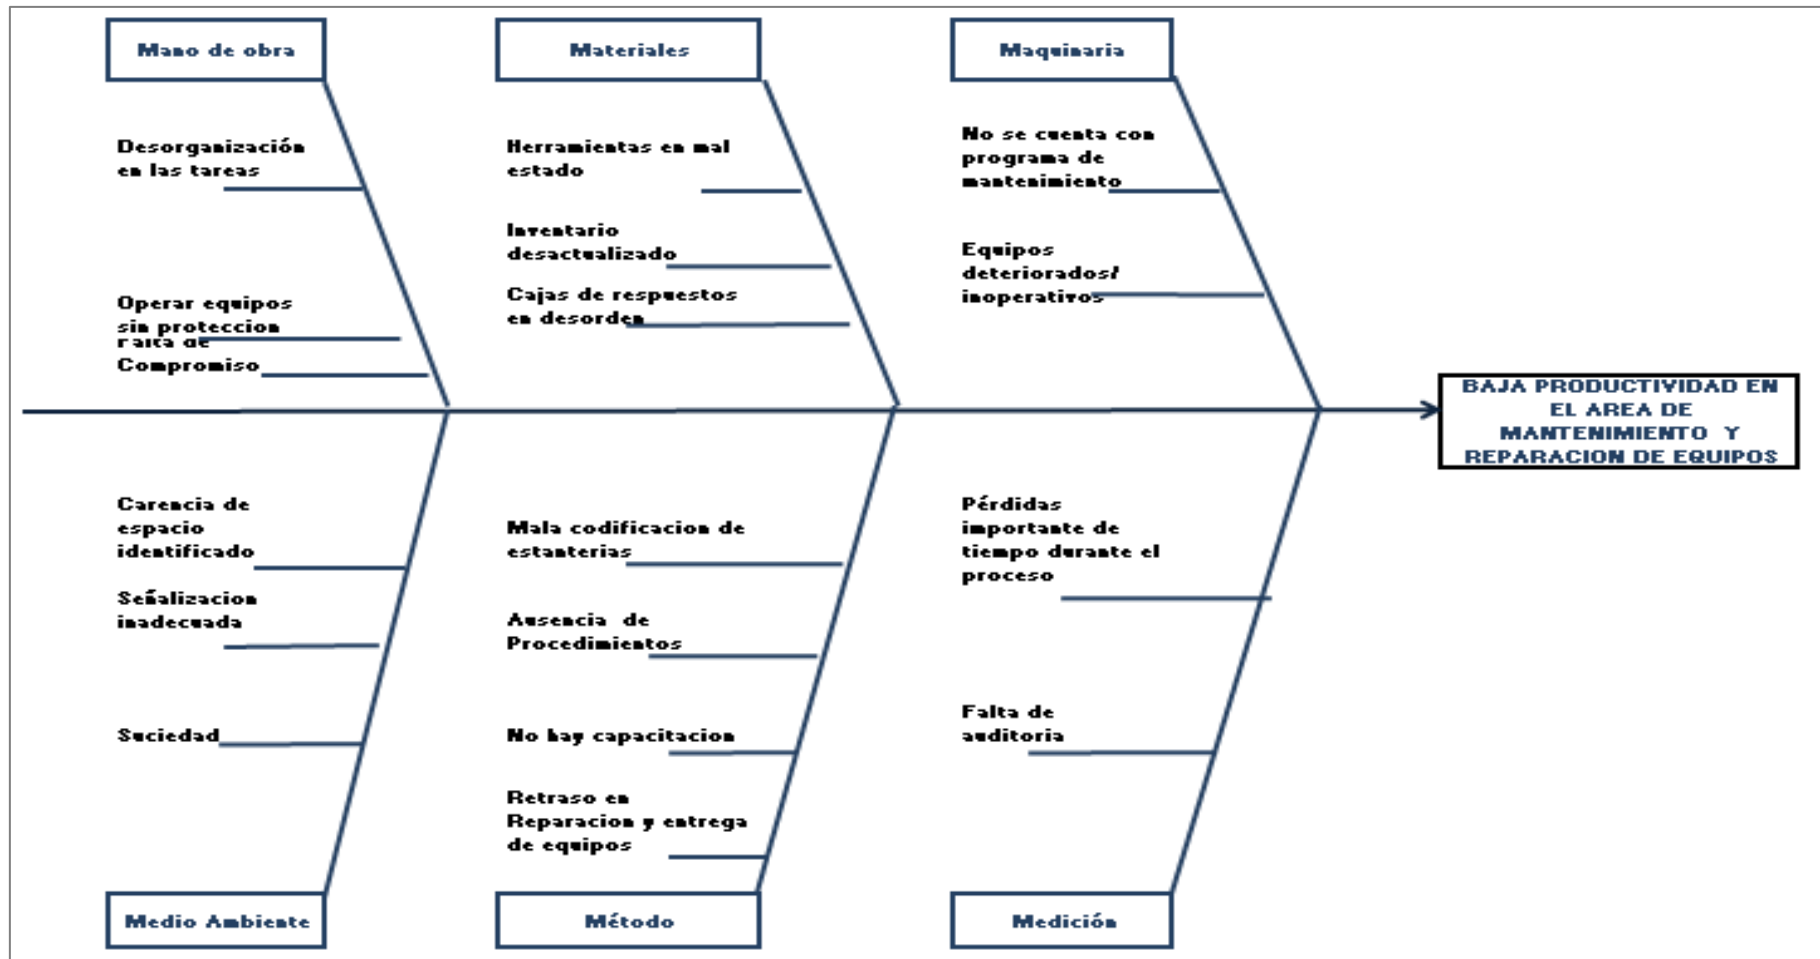 Mano de obra
Materiales
Maquinaria
Desorganización
en las tareas
Operar equipos
sin proteccion
Falta de
Compromiso
Herramientas en mal
estado
Inventario
desactualizado
Cajas de respuestos
en desorden
No se cuenta con
programa de
mantenimiento
Equipos
deteriorados/
inoperativos
BAJA PRODUCTIVIDAD EN
EL AREA DE
MANTENIMIENTO Y
REPARACION DE EQUIPOS
Carencia de
espacio
identificado
Señalizacion
inadecuada
Suciedad
Mala codificacion de
estanterias
Ausencia de
Procedimientos
No hay capacitacion
Retraso en
Reparacion y entrega
de equipos
Pérdidas
importante de
tiempo durante el
proceso
Falta de
auditoria
Medio Ambiente
Método
Medición